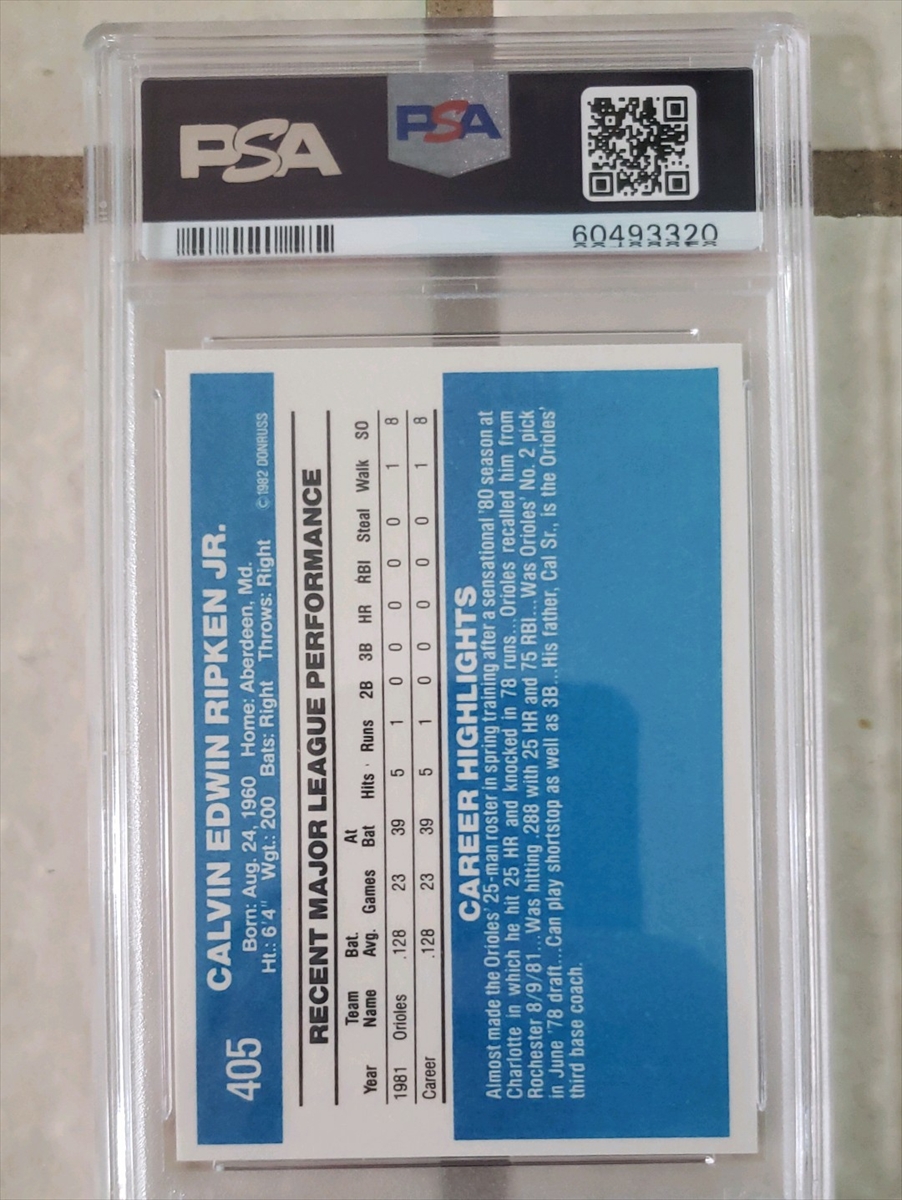 PSA
PSA
60493320
405
CALVIN EDWIN RIPKEN JR.
Born: Aug. 24, 1960 Home: Aberdeen, Md.
Ht.: 6'4" Wgt.: 200 Bats: Right Throws: Right ©1982 DONRUSS
RECENT MAJOR LEAGUE PERFORMANCE
Year Team Name Bat. Avg. Games At Bat Hits Runs 2B 3B HR RBI Steal Walk SO
1981 Orioles .128 23 39 5 1 0 0 0 0 0 1 8
Career .128 23 39 5 1 0 0 0 0 0 1 8
CAREER HIGHLIGHTS
Almost made the Orioles' 25-man roster in spring training after a sensational '80 season at
Charlotte in which he hit 25 HR and knocked in 78 runs...Orioles recalled him from
Rochester 8/9/81...Was hitting .288 with 25 HR and 75 RBI...Was Orioles' No. 2 pick
in June '78 draft...Can play shortstop as well as 3B...His father, Cal Sr., is the Orioles'
third base coach.